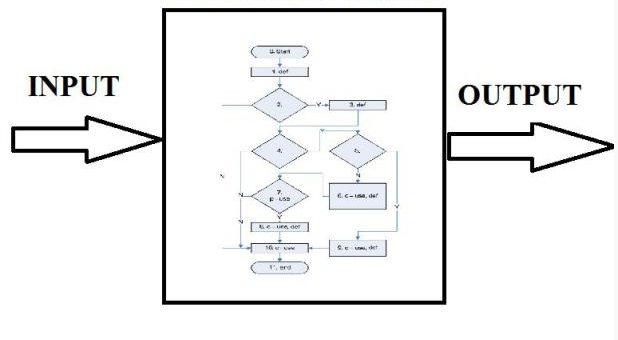 INPUT
OUTPUT
0. Start
1. def
2.
Y
3. def
4.
5.
N
N
7.
p - use
6. c - use, def
N
Y
N
Y
8. c - use, def
10. c - use
9. c - use, def
11. end